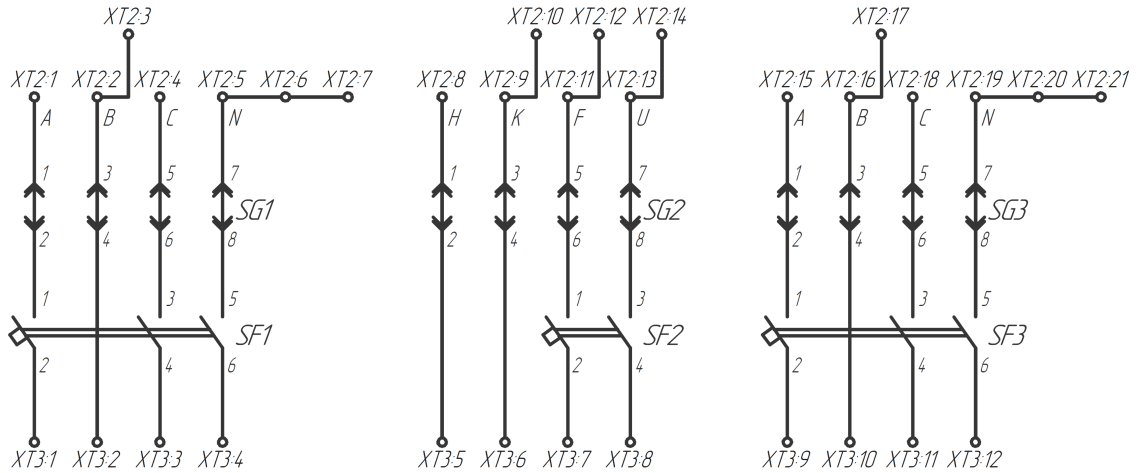 XT2:3 XT2:10 XT2:12 XT2:14 XT2:17
XT2:1 XT2:2 XT2:4 XT2:5 XT2:6 XT2:7 XT2:8 XT2:9 XT2:11 XT2:13 XT2:15 XT2:16 XT2:18 XT2:19 XT2:20 XT2:21
A B C N H K F U A B C N
1 3 5 7 1 3 5 7 1 3 5 7
SG1 SG2 SG3
2 4 6 8 2 4 6 8 2 4 6 8
1 3 5 1 3 1 3 5
SF1 SF2 SF3
2 4 6 2 4 2 4 6
XT3:1 XT3:2 XT3:3 XT3:4 XT3:5 XT3:6 XT3:7 XT3:8 XT3:9 XT3:10 XT3:11 XT3:12